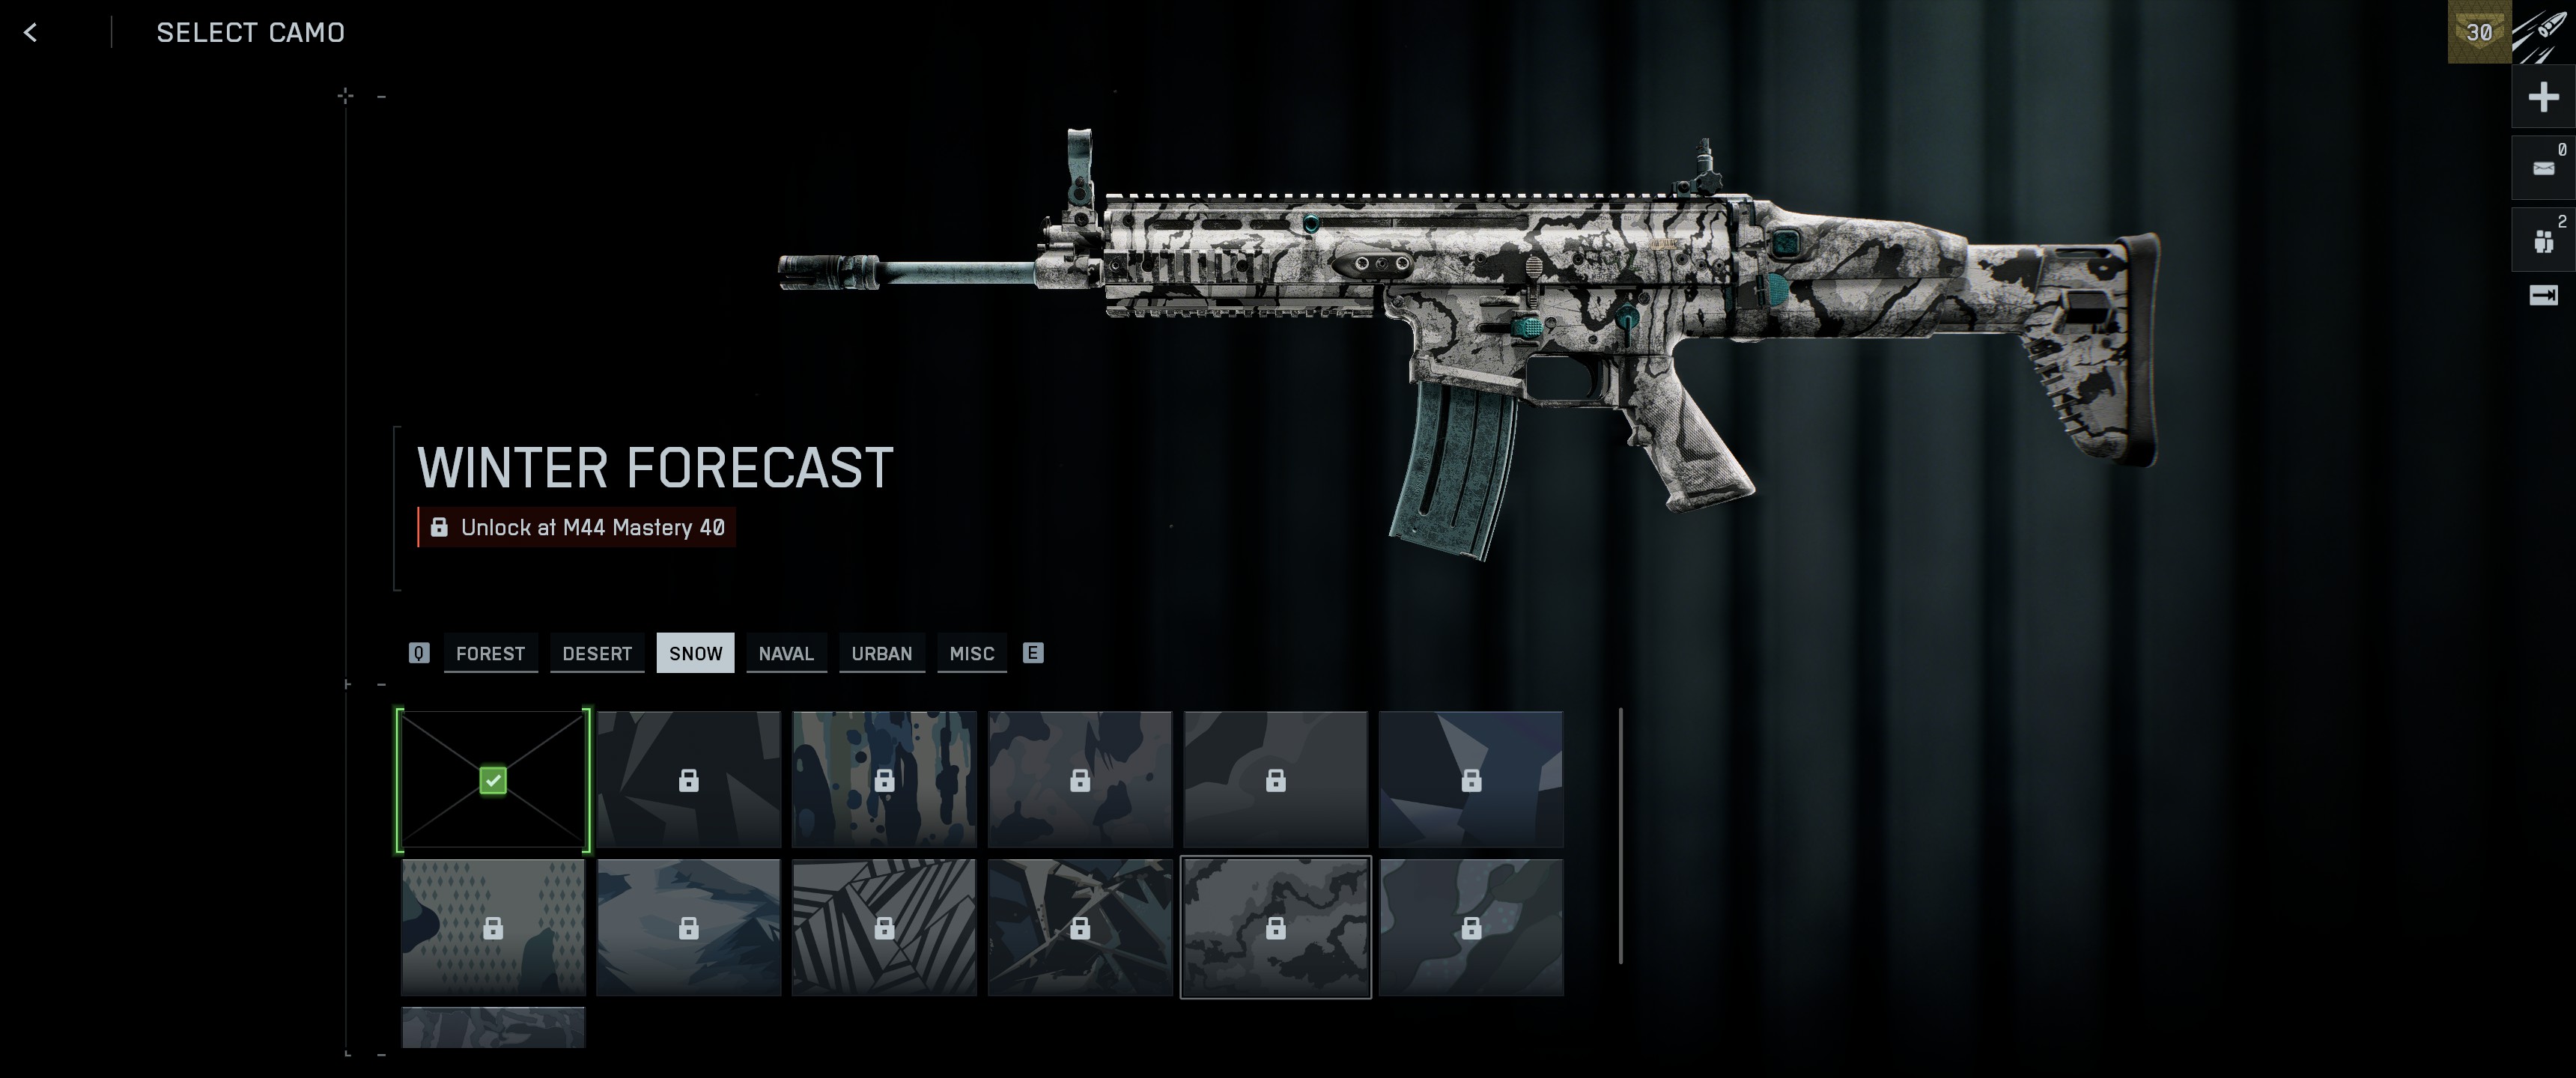 SELECT CAMO
30
0
2
WINTER FORECAST
Unlock at M44 Mastery 40
Q FOREST DESERT SNOW NAVAL URBAN MISC E